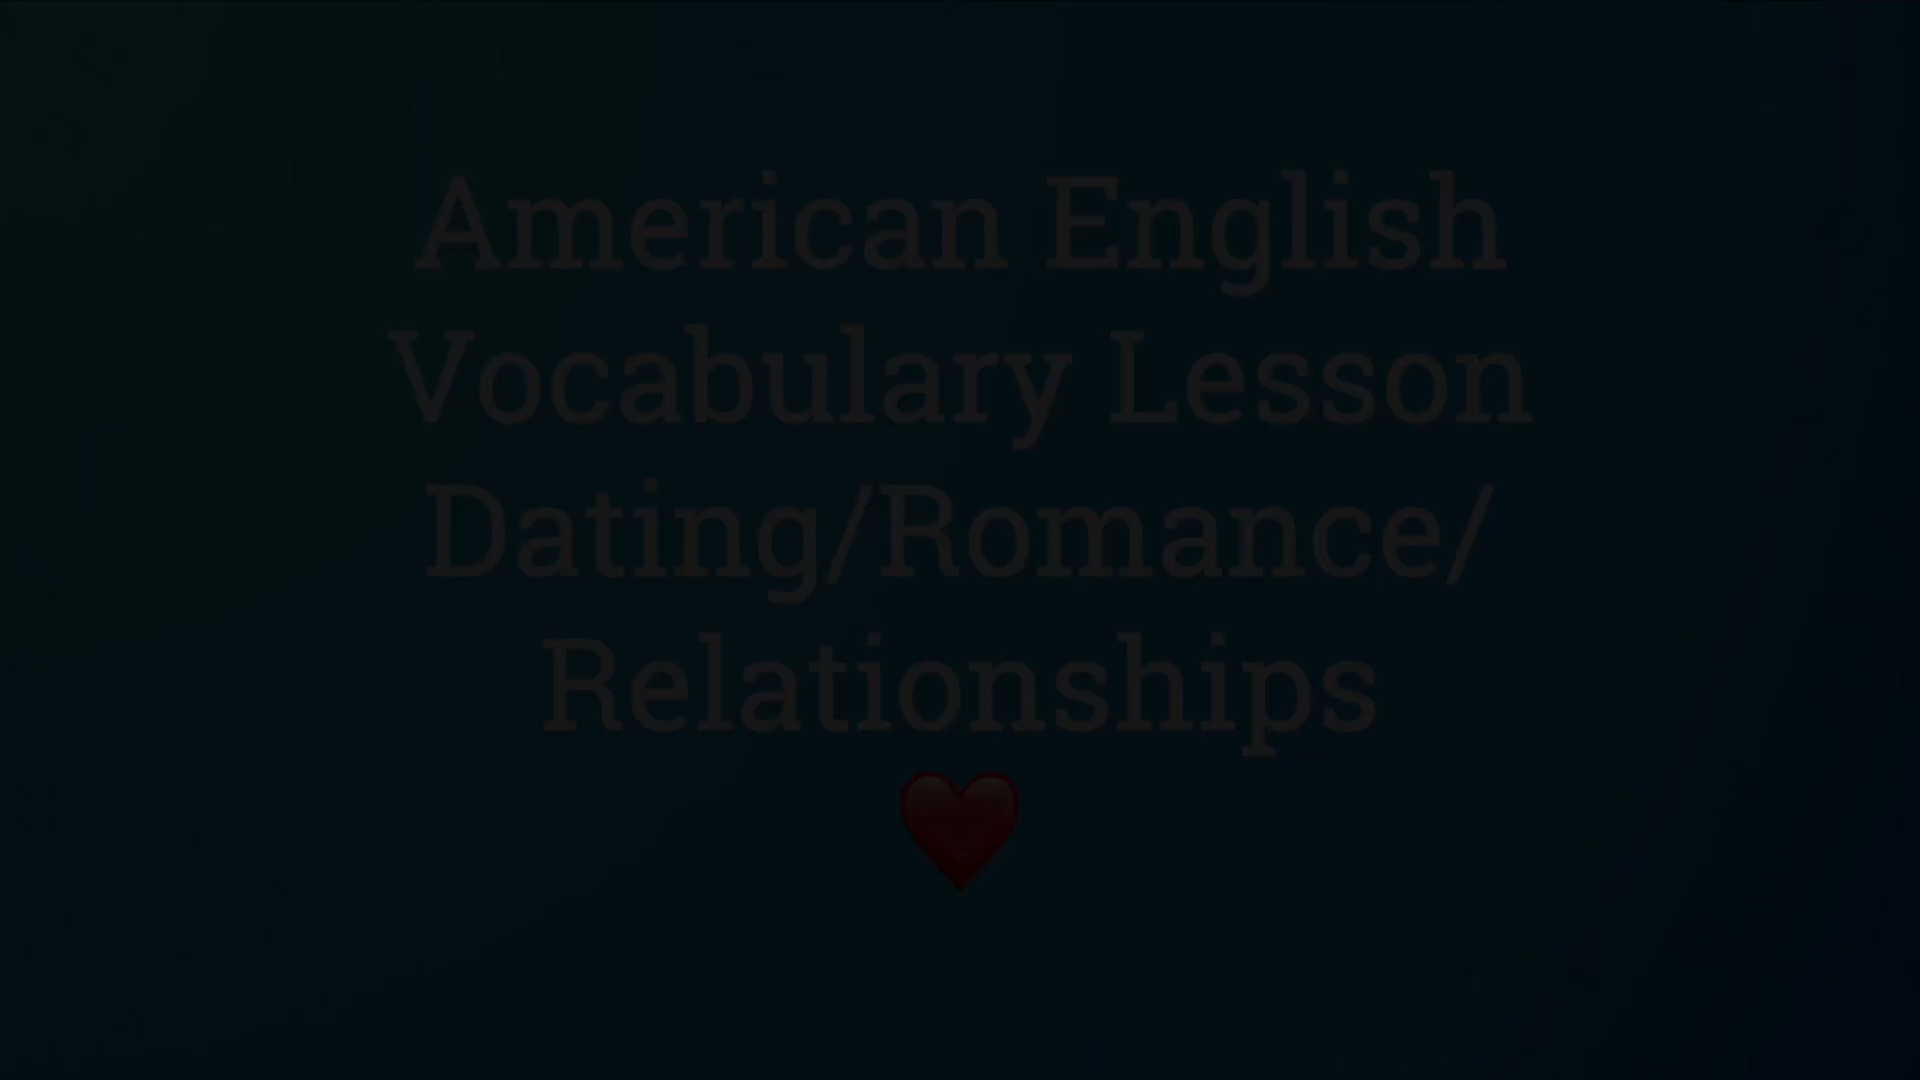 American English
Vocabulary Lesson
Dating/Romance/
Relationships